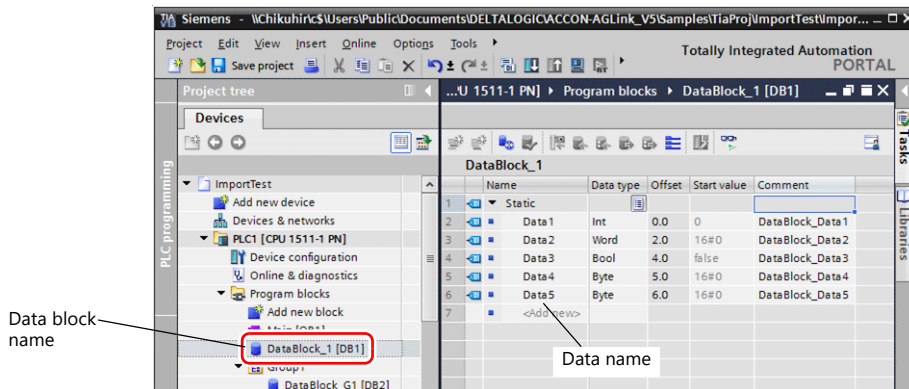 Siemens - \\Chikuhir\c$\Users\Public\Documents\DELTALOGIC\ACCON-AGLink_V5\Samples\TiaProj\ImportTest\Impor...
Project Edit View Insert Online Options Tools
Totally Integrated Automation
PORTAL
Save project
Project tree
...'U 1511-1 PN] Program blocks DataBlock_1 [DB1]
Devices
Tasks
Libraries
PLC programming
DataBlock_1
Name Data type Offset Start value Comment
1 Static
2 Data1 Int 0.0 0 DataBlock_Data1
3 Data2 Word 2.0 16#0 DataBlock_Data2
4 Data3 Bool 4.0 false DataBlock_Data3
5 Data4 Byte 5.0 16#0 DataBlock_Data4
6 Data5 Byte 6.0 16#0 DataBlock_Data5
7 <Add new>
ImportTest
Add new device
Devices & networks
PLC1 [CPU 1511-1 PN]
Device configuration
Online & diagnostics
Program blocks
Add new block
Main [OB1]
DataBlock_1 [DB1]
Group1
DataBlock_G1 [DB2]
Data block
name
Data name